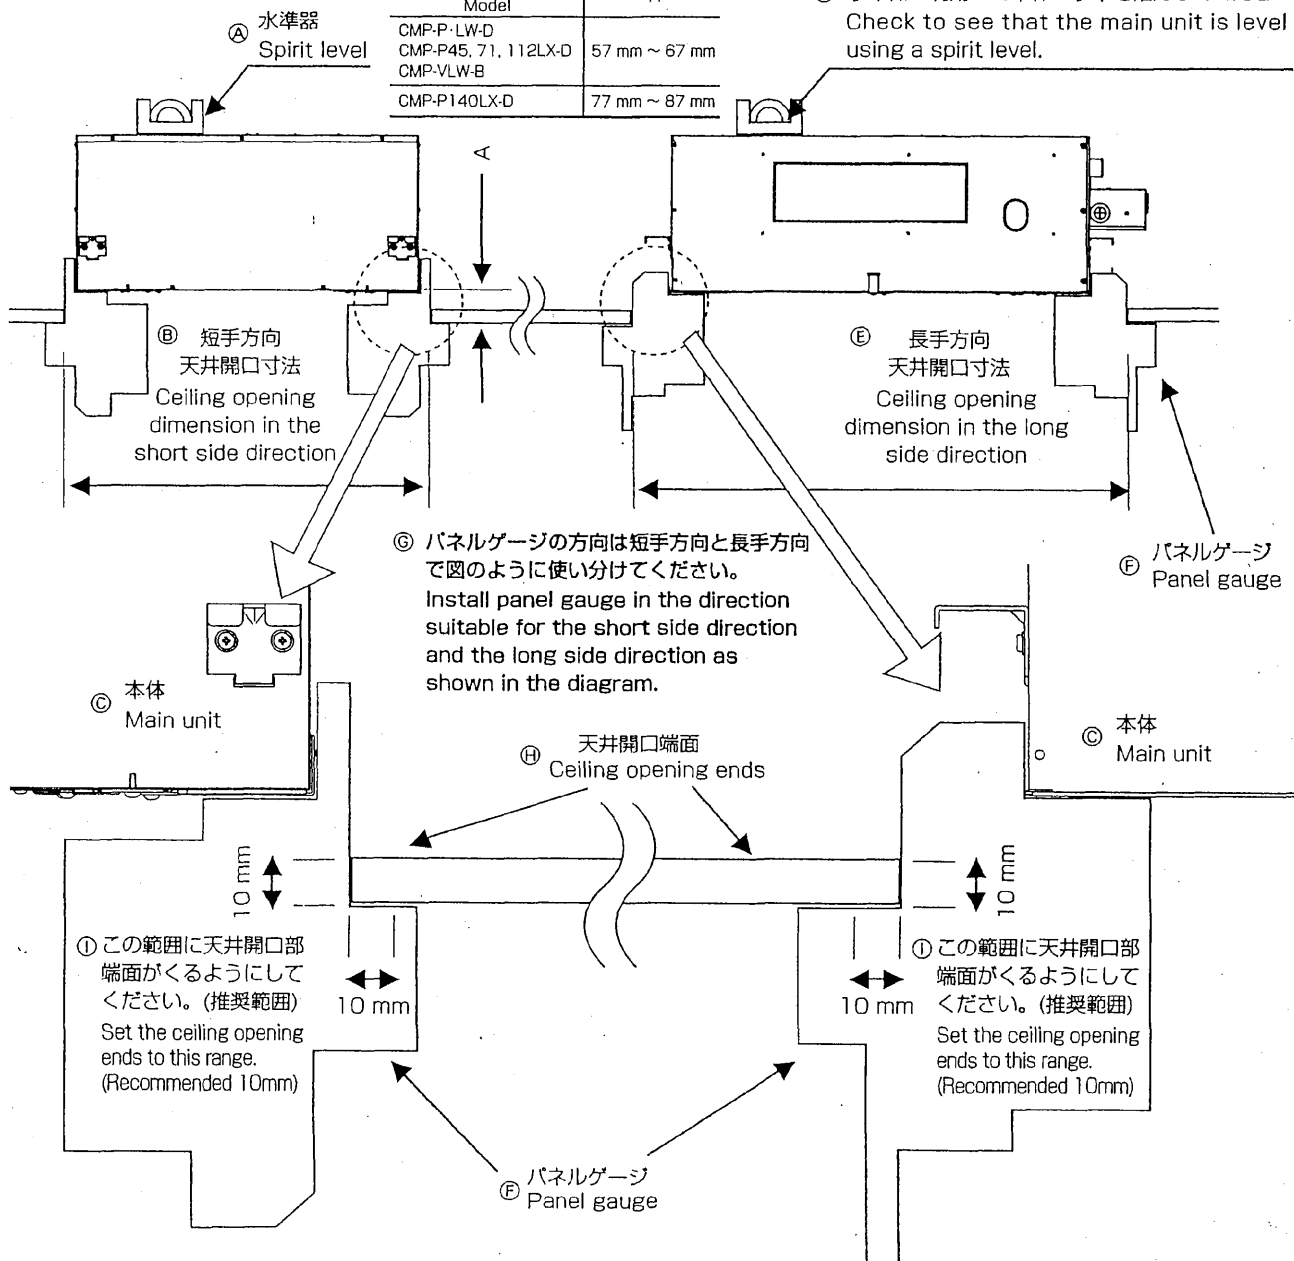 Ⓐ 水準器
Spirit level
Model
CMP-P･LW-D
CMP-P45, 71, 112LX-D
CMP-VLW-B
57 mm ~ 67 mm
CMP-P140LX-D
77 mm ~ 87 mm
Check to see that the main unit is level
using a spirit level.
A
Ⓑ 短手方向
天井開口寸法
Ceiling opening
dimension in the
short side direction
Ⓔ 長手方向
天井開口寸法
Ceiling opening
dimension in the long
side direction
Ⓖ パネルゲージの方向は短手方向と長手方向
で図のように使い分けてください。
Install panel gauge in the direction
suitable for the short side direction
and the long side direction as
shown in the diagram.
Ⓕ パネルゲージ
Panel gauge
Ⓒ 本体
Main unit
Ⓒ 本体
Main unit
Ⓗ 天井開口端面
Ceiling opening ends
10 mm
10 mm
10 mm
10 mm
Ⓘ この範囲に天井開口部
端面がくるようにして
ください。(推奨範囲)
Set the ceiling opening
ends to this range.
(Recommended 10mm)
Ⓘ この範囲に天井開口部
端面がくるようにして
ください。(推奨範囲)
Set the ceiling opening
ends to this range.
(Recommended 10mm)
Ⓕ パネルゲージ
Panel gauge